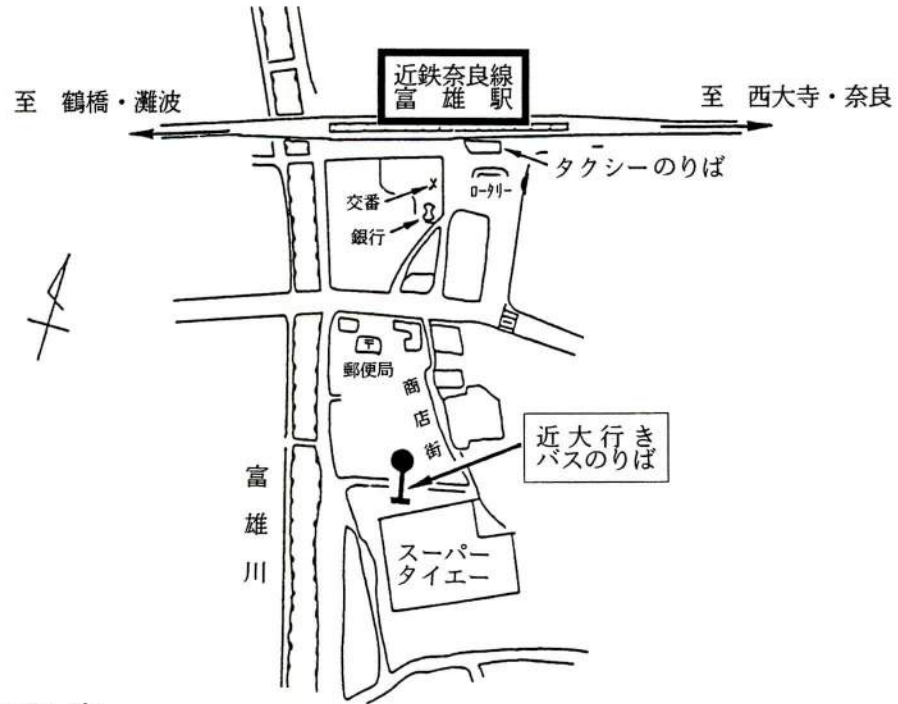 近鉄奈良線
富雄駅
至 鶴橋・灘波
至 西大寺・奈良
タクシーのりば
ロータリー
交番
銀行
〒
郵便局
商店街
近大行き
バスのりば
富雄川
スーパー
タイエー